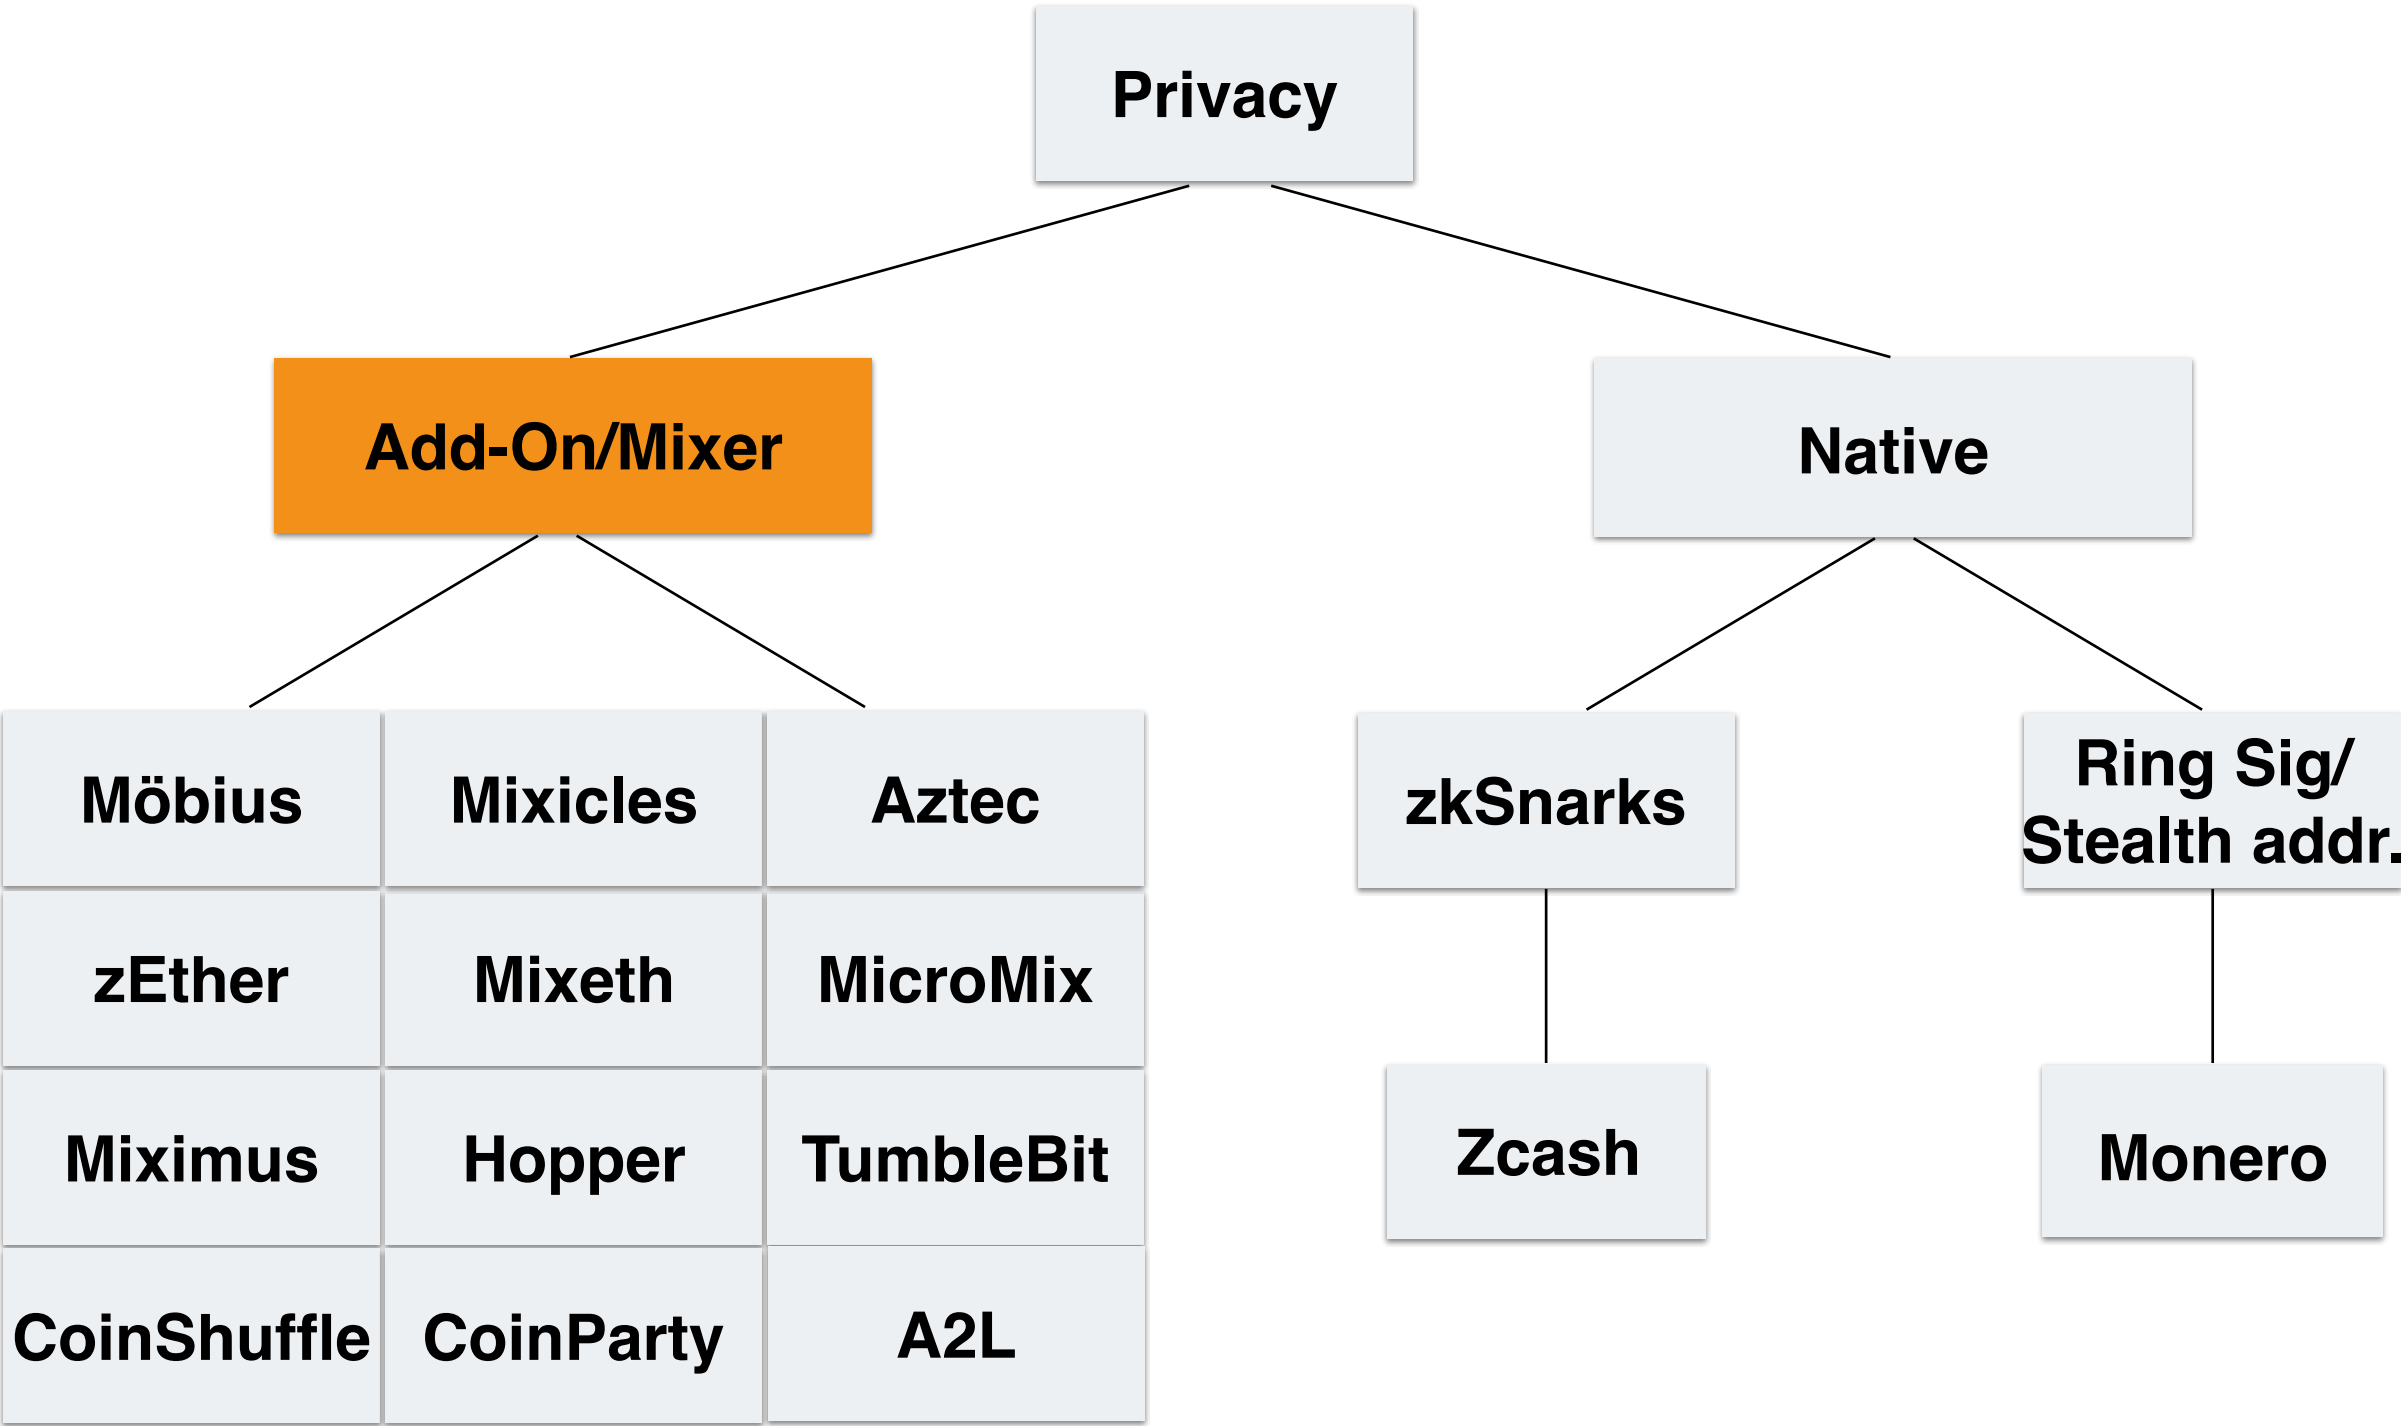 Privacy
Add-On/Mixer
Native
Möbius
Mixicles
Aztec
zkSnarks
Ring Sig/
Stealth addr.
zEther
Mixeth
MicroMix
Miximus
Hopper
TumbleBit
Zcash
Monero
CoinShuffle
CoinParty
A2L